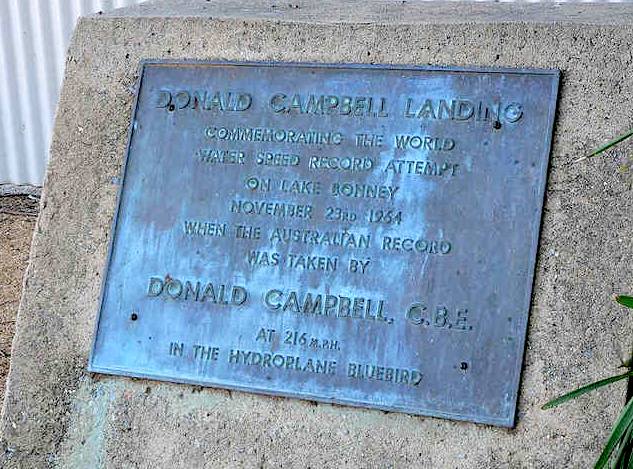 DONALD CAMPBELL LANDING
COMMEMORATING THE WORLD
WATER SPEED RECORD ATTEMPT
ON LAKE BONNEY
NOVEMBER 23RD 1964
WHEN THE AUSTRALIAN RECORD
WAS TAKEN BY
DONALD CAMPBELL, C.B.E.
AT 216 M.P.H.
IN THE HYDROPLANE BLUEBIRD